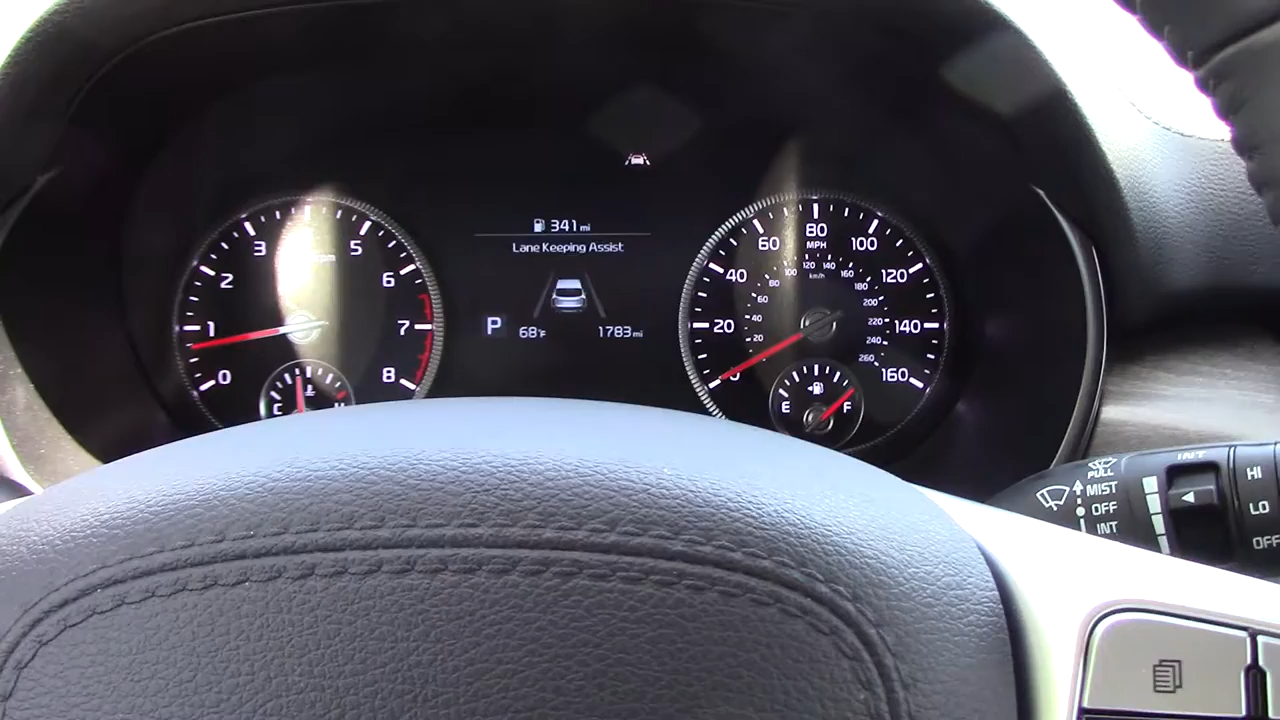 341 mi
Lane Keeping Assist
P 68°F 1783 mi
0 1 2 3 5 6 7 8
rpm
C H
0 20 40 60 80 100 120 140 160
MPH
20 40 60 80 100 120 140 160 180 200 220 240 260
km/h
E F
PULL
MIST
OFF
INT
INT
HI
LO
OFF